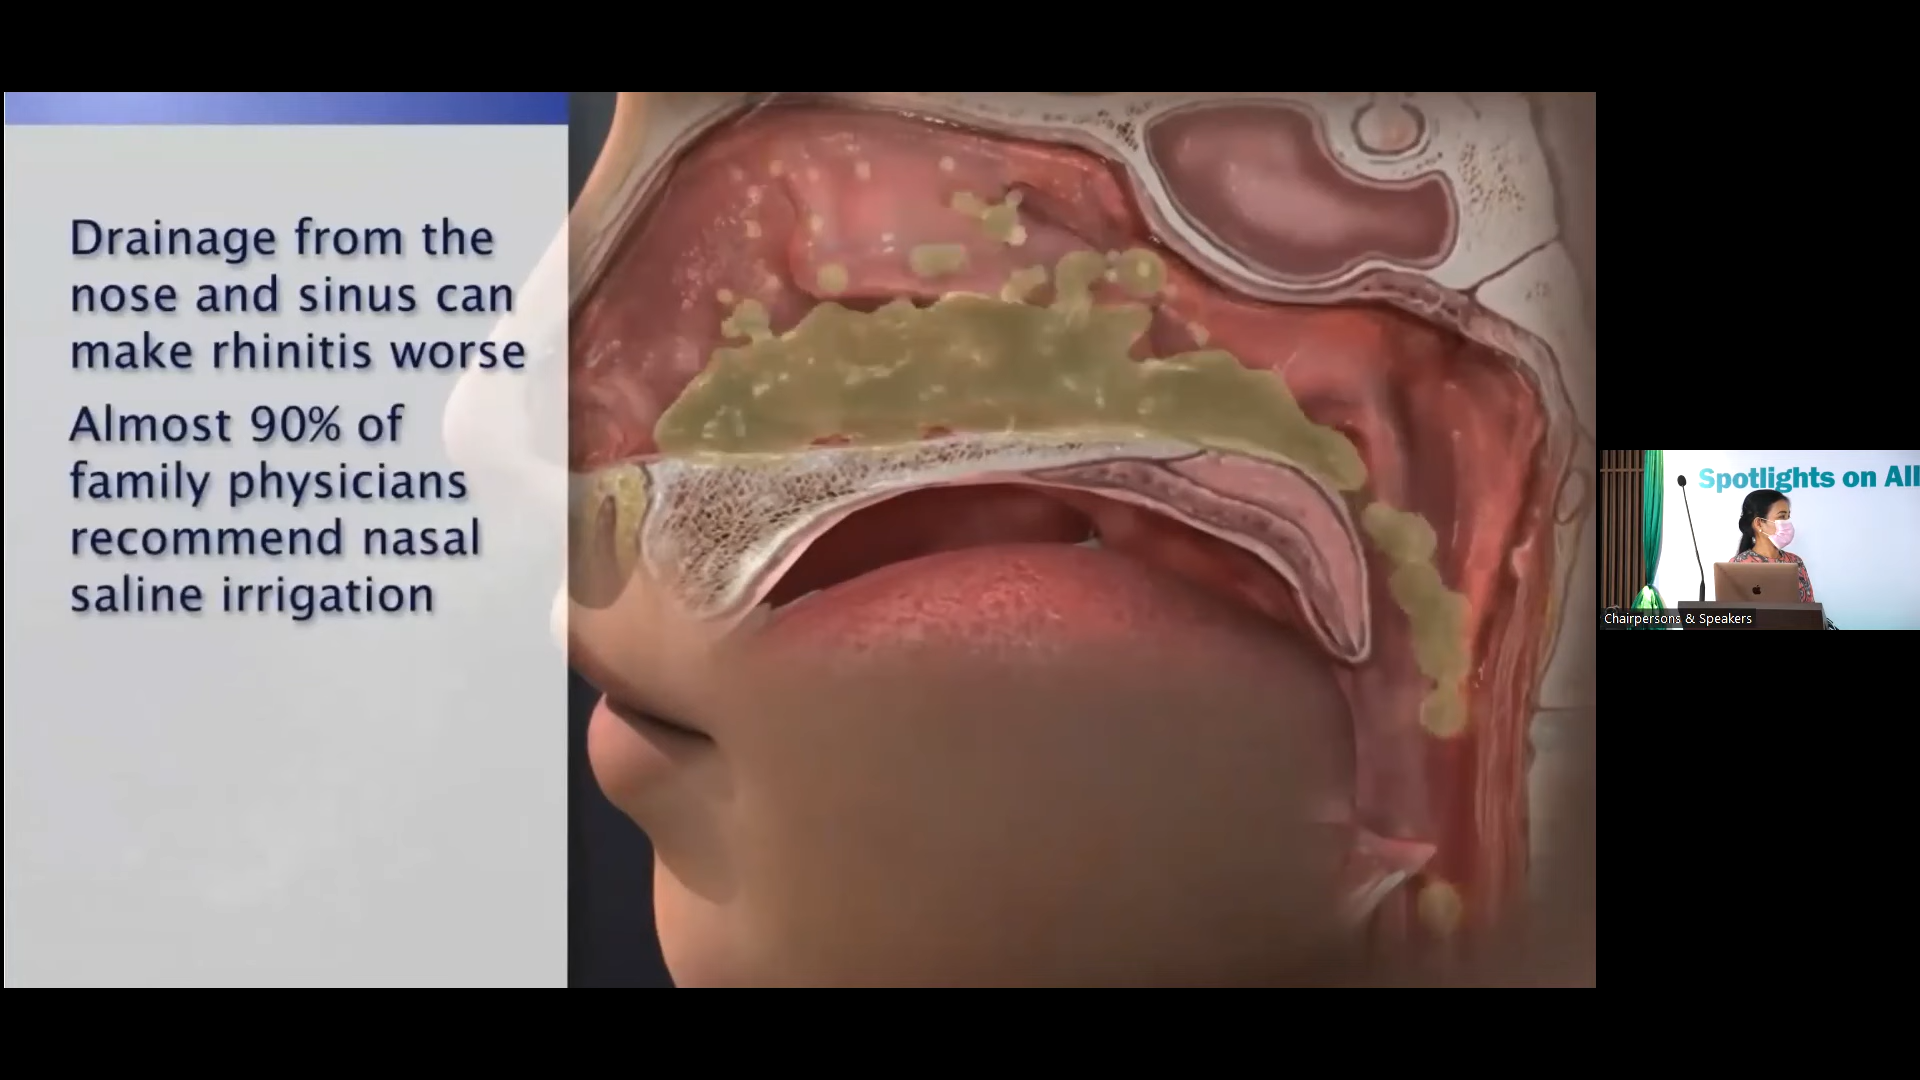 Drainage from the
nose and sinus can
make rhinitis worse
Almost 90% of
family physicians
recommend nasal
saline irrigation
Spotlights on All
Chairpersons & Speakers